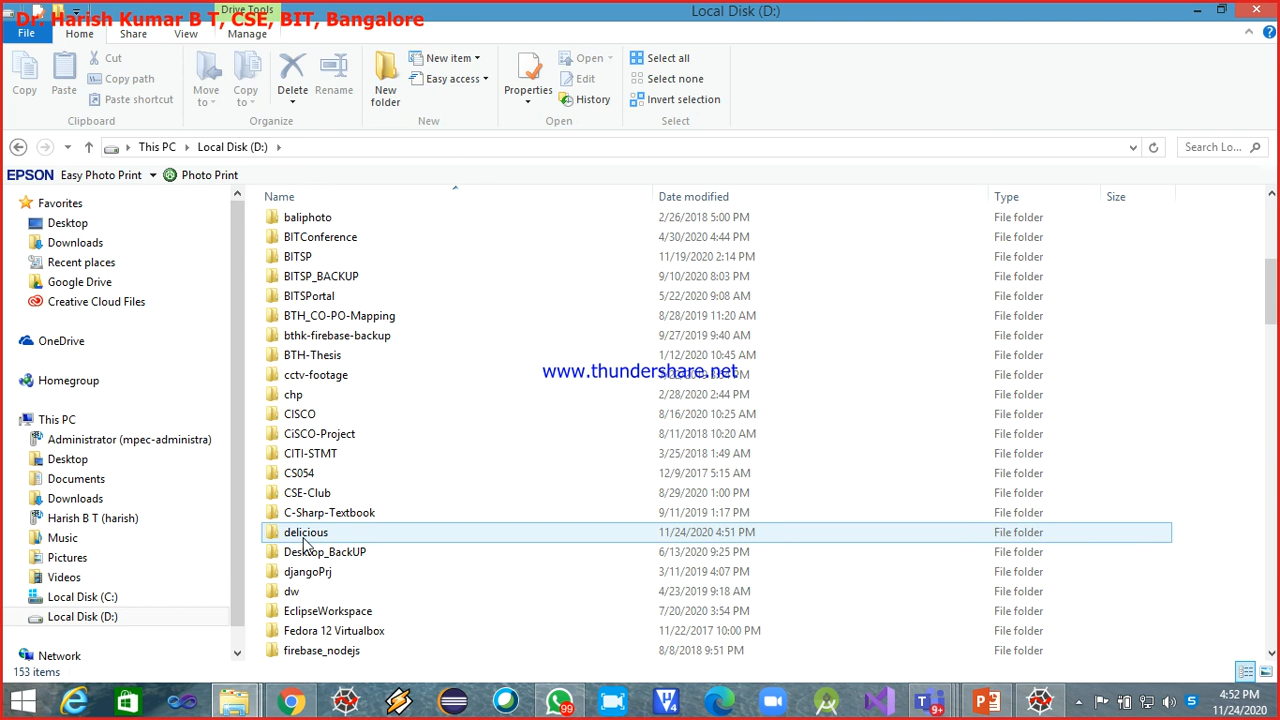 Dr. Harish Kumar B T, CSE, BIT, Bangalore
Drive Tools
Local Disk (D:)
File Home Share View Manage
Copy
Paste
Cut
Copy path
Paste shortcut
Clipboard
Move to
Copy to
Delete
Rename
Organize
New folder
New item
Easy access
New
Properties
Open
Edit
History
Open
Select all
Select none
Invert selection
Select
This PC Local Disk (D:)
Search Lo...
EPSON Easy Photo Print Photo Print
Favorites
Desktop
Downloads
Recent places
Google Drive
Creative Cloud Files
OneDrive
Homegroup
This PC
Administrator (mpec-administra)
Desktop
Documents
Downloads
Harish B T (harish)
Music
Pictures
Videos
Local Disk (C:)
Local Disk (D:)
Network
Name Date modified Type Size
baliphoto 2/26/2018 5:00 PM File folder
BITConference 4/30/2020 4:44 PM File folder
BITSP 11/19/2020 2:14 PM File folder
BITSP_BACKUP 9/10/2020 8:03 PM File folder
BITSPortal 5/22/2020 9:08 AM File folder
BTH_CO-PO-Mapping 8/28/2019 11:20 AM File folder
bthk-firebase-backup 9/27/2019 9:40 AM File folder
BTH-Thesis 1/12/2020 10:45 AM File folder
www.thundershare.net
cctv-footage File folder
chp 2/28/2020 2:44 PM File folder
CISCO 8/16/2020 10:25 AM File folder
CiSCO-Project 8/11/2018 10:20 AM File folder
CITI-STMT 3/25/2018 1:49 AM File folder
CS054 12/9/2017 5:15 AM File folder
CSE-Club 8/29/2020 1:00 PM File folder
C-Sharp-Textbook 9/11/2019 1:17 PM File folder
delicious 11/24/2020 4:51 PM File folder
Desktop_BackUP 6/13/2020 9:25 PM File folder
djangoPrj 3/11/2019 4:07 PM File folder
dw 4/23/2019 9:18 AM File folder
EclipseWorkspace 7/20/2020 3:54 PM File folder
Fedora 12 Virtualbox 11/22/2017 10:00 PM File folder
firebase_nodejs 8/8/2018 9:51 PM File folder
153 items
99
V4
9+
4:52 PM
11/24/2020